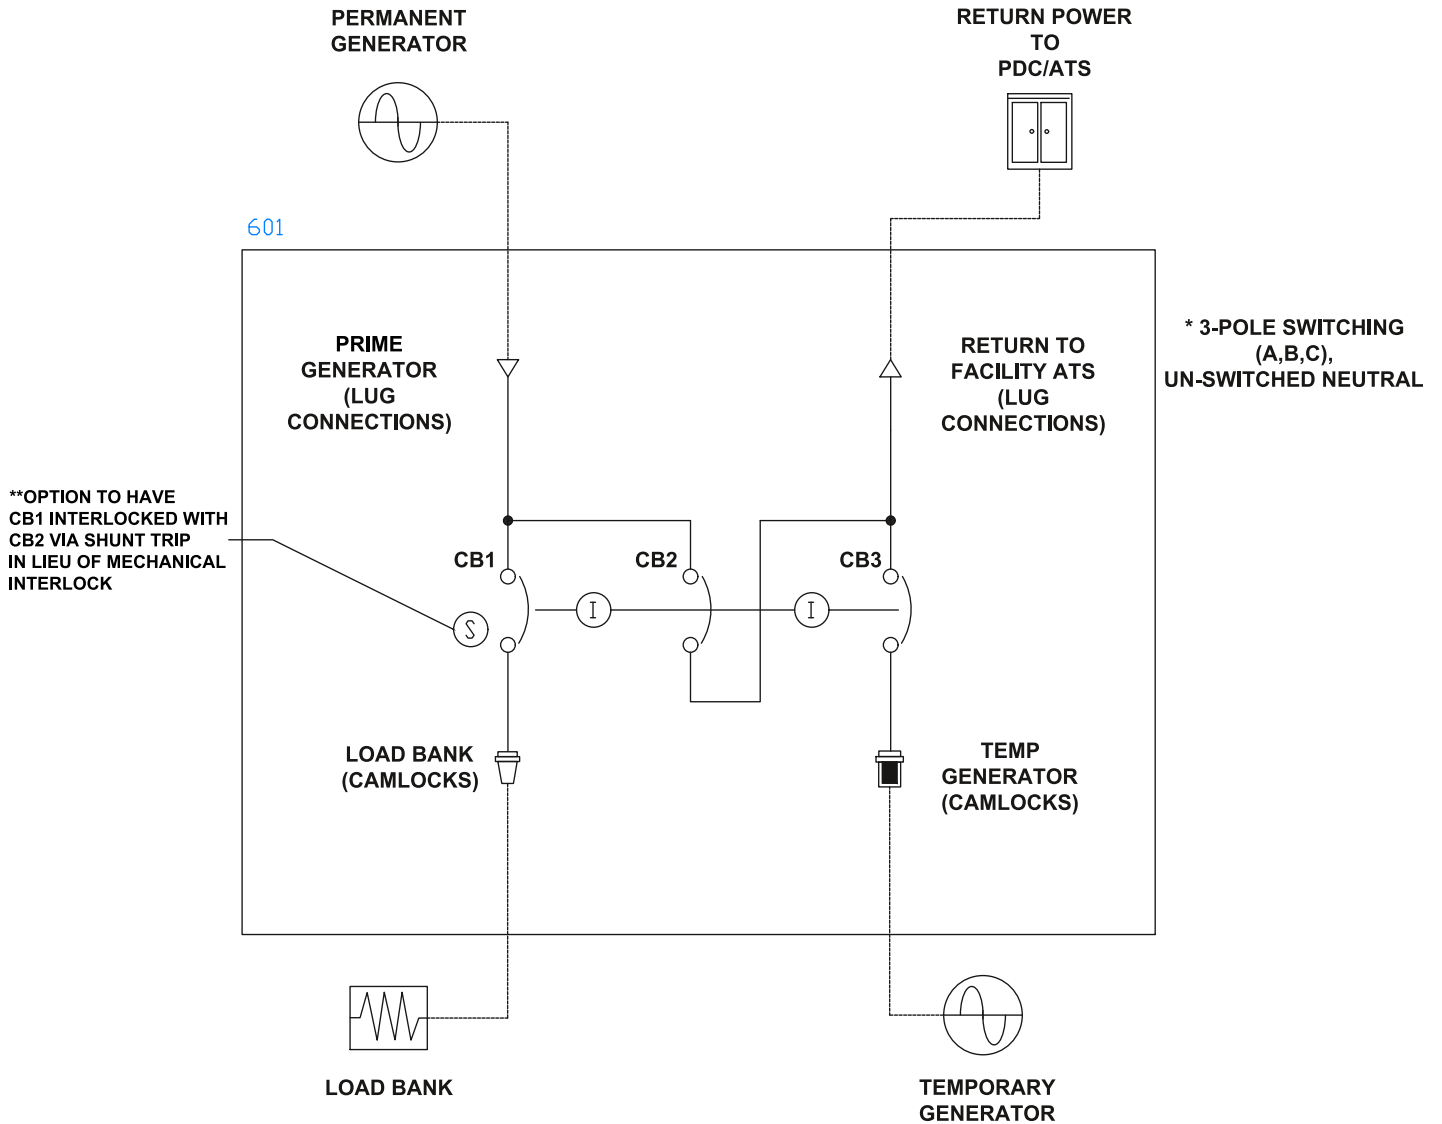 PERMANENT
GENERATOR
RETURN POWER
TO
PDC/ATS
601
PRIME
GENERATOR
(LUG
CONNECTIONS)
RETURN TO
FACILITY ATS
(LUG
CONNECTIONS)
* 3-POLE SWITCHING
(A,B,C),
UN-SWITCHED NEUTRAL
**OPTION TO HAVE
CB1 INTERLOCKED WITH
CB2 VIA SHUNT TRIP
IN LIEU OF MECHANICAL
INTERLOCK
CB1
CB2
CB3
I
I
S
LOAD BANK
(CAMLOCKS)
TEMP
GENERATOR
(CAMLOCKS)
LOAD BANK
TEMPORARY
GENERATOR